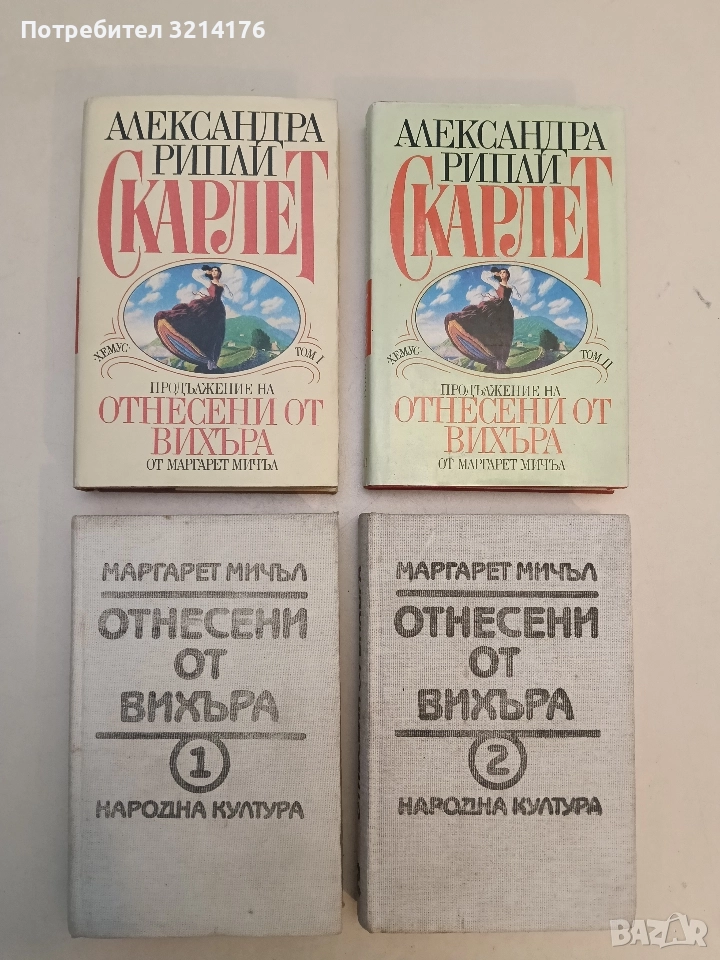 Потребител 3214176
АЛЕКСАНДРА
РИПЛИ
СКАРЛЕТ
·ХЕМУС· ТОМ I
ПРОДЪЛЖЕНИЕ НА
ОТНЕСЕНИ ОТ
ВИХЪРА
ОТ МАРГАРЕТ МИЧЪЛ
АЛЕКСАНДРА
РИПЛИ
СКАРЛЕТ
·ХЕМУС· ТОМ II
ПРОДЪЛЖЕНИЕ НА
ОТНЕСЕНИ ОТ
ВИХЪРА
ОТ МАРГАРЕТ МИЧЪЛ
МАРГАРЕТ МИЧЪЛ
ОТНЕСЕНИ
ОТ
ВИХЪРА
1
НАРОДНА КУЛТУРА
МАРГАРЕТ МИЧЪЛ
ОТНЕСЕНИ
ОТ
ВИХЪРА
2
НАРОДНА КУЛТУРА
BAZAR